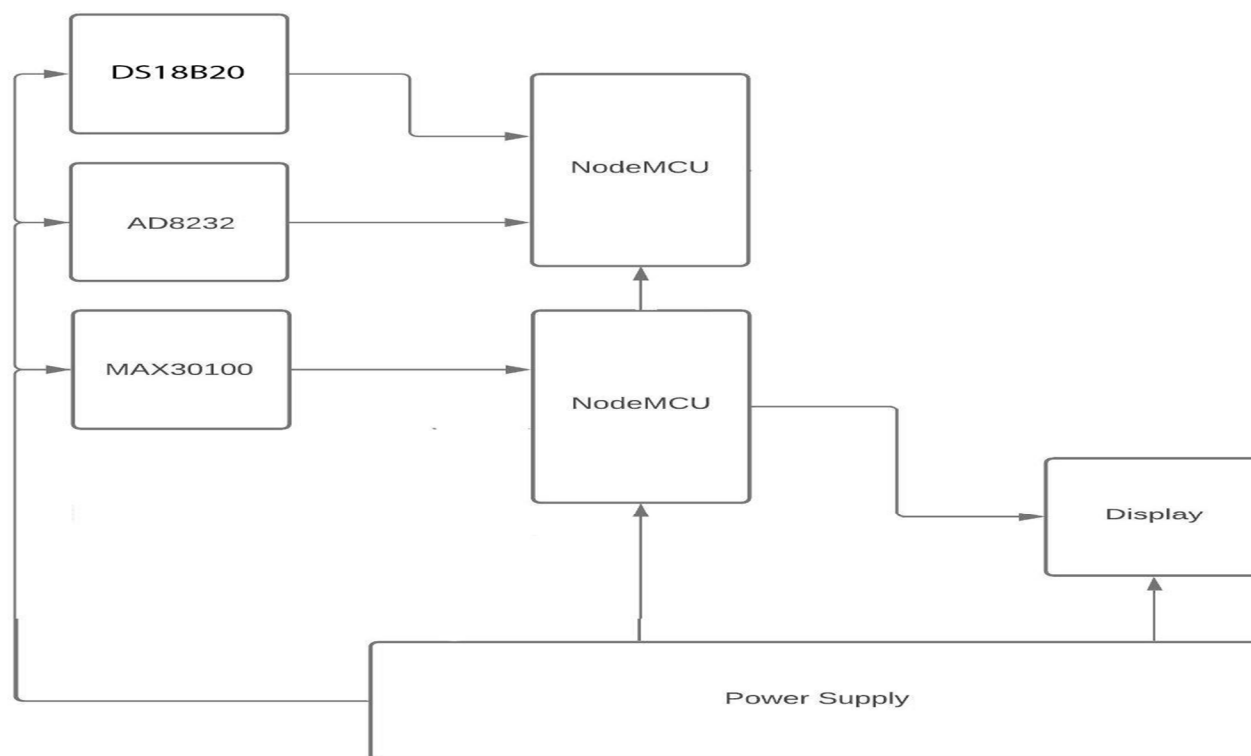 DS18B20
NodeMCU
AD8232
MAX30100
NodeMCU
Display
Power Supply